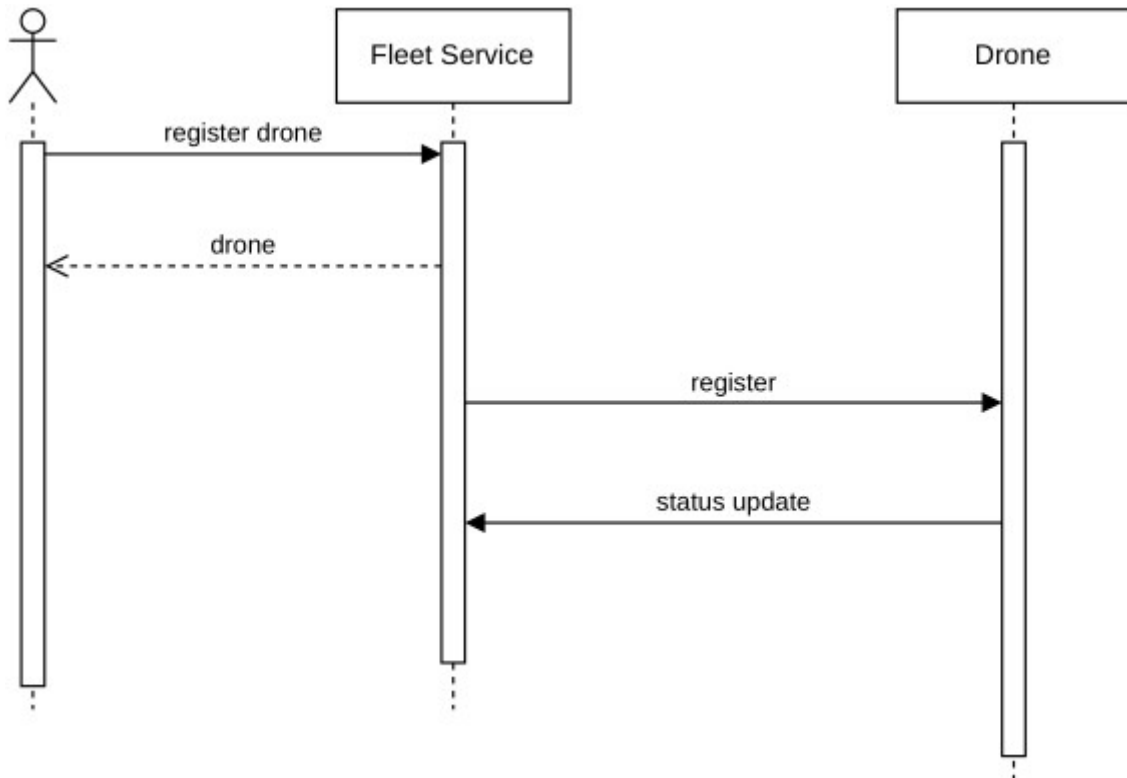 Fleet Service
Drone
register drone
drone
register
status update